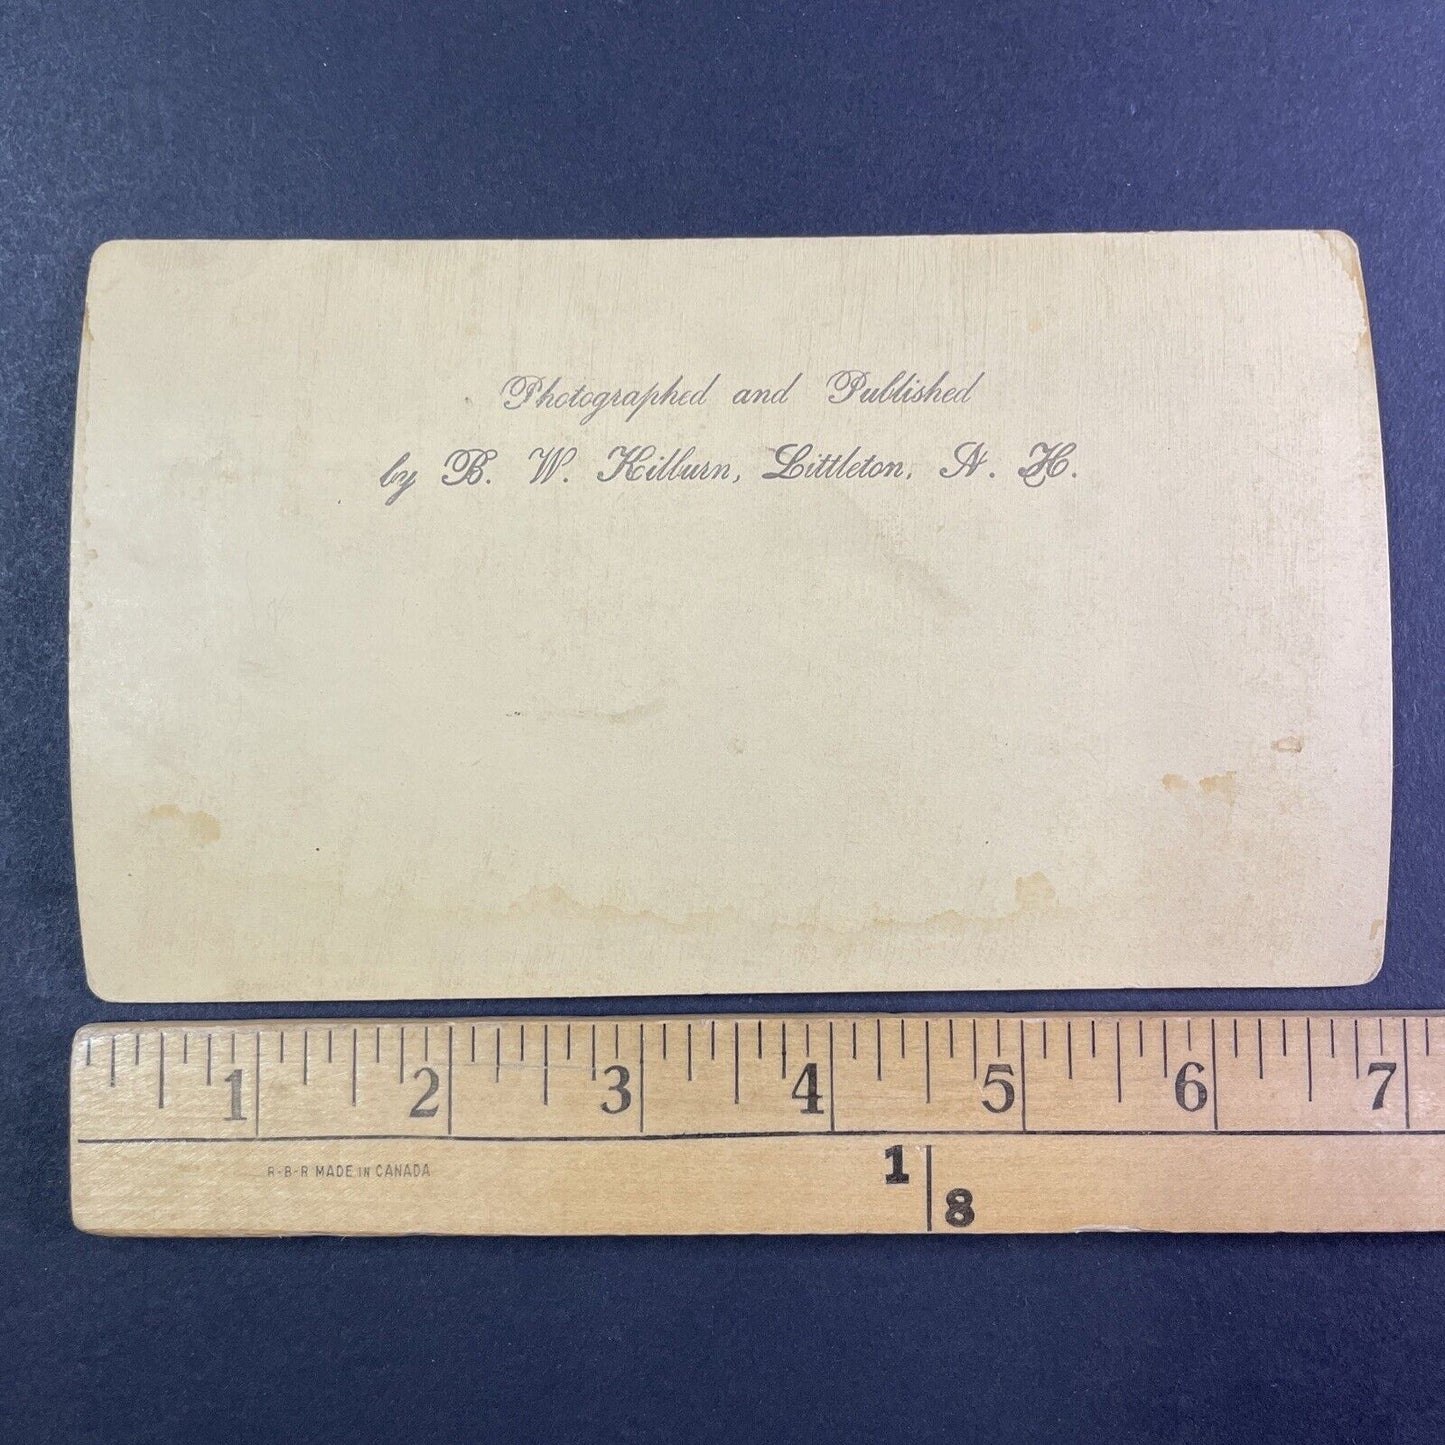 Photographed and Published
by B. W. Kilburn, Littleton, N. H.
1 2 3 4 5 6 7
R-B-R MADE IN CANADA
1
8